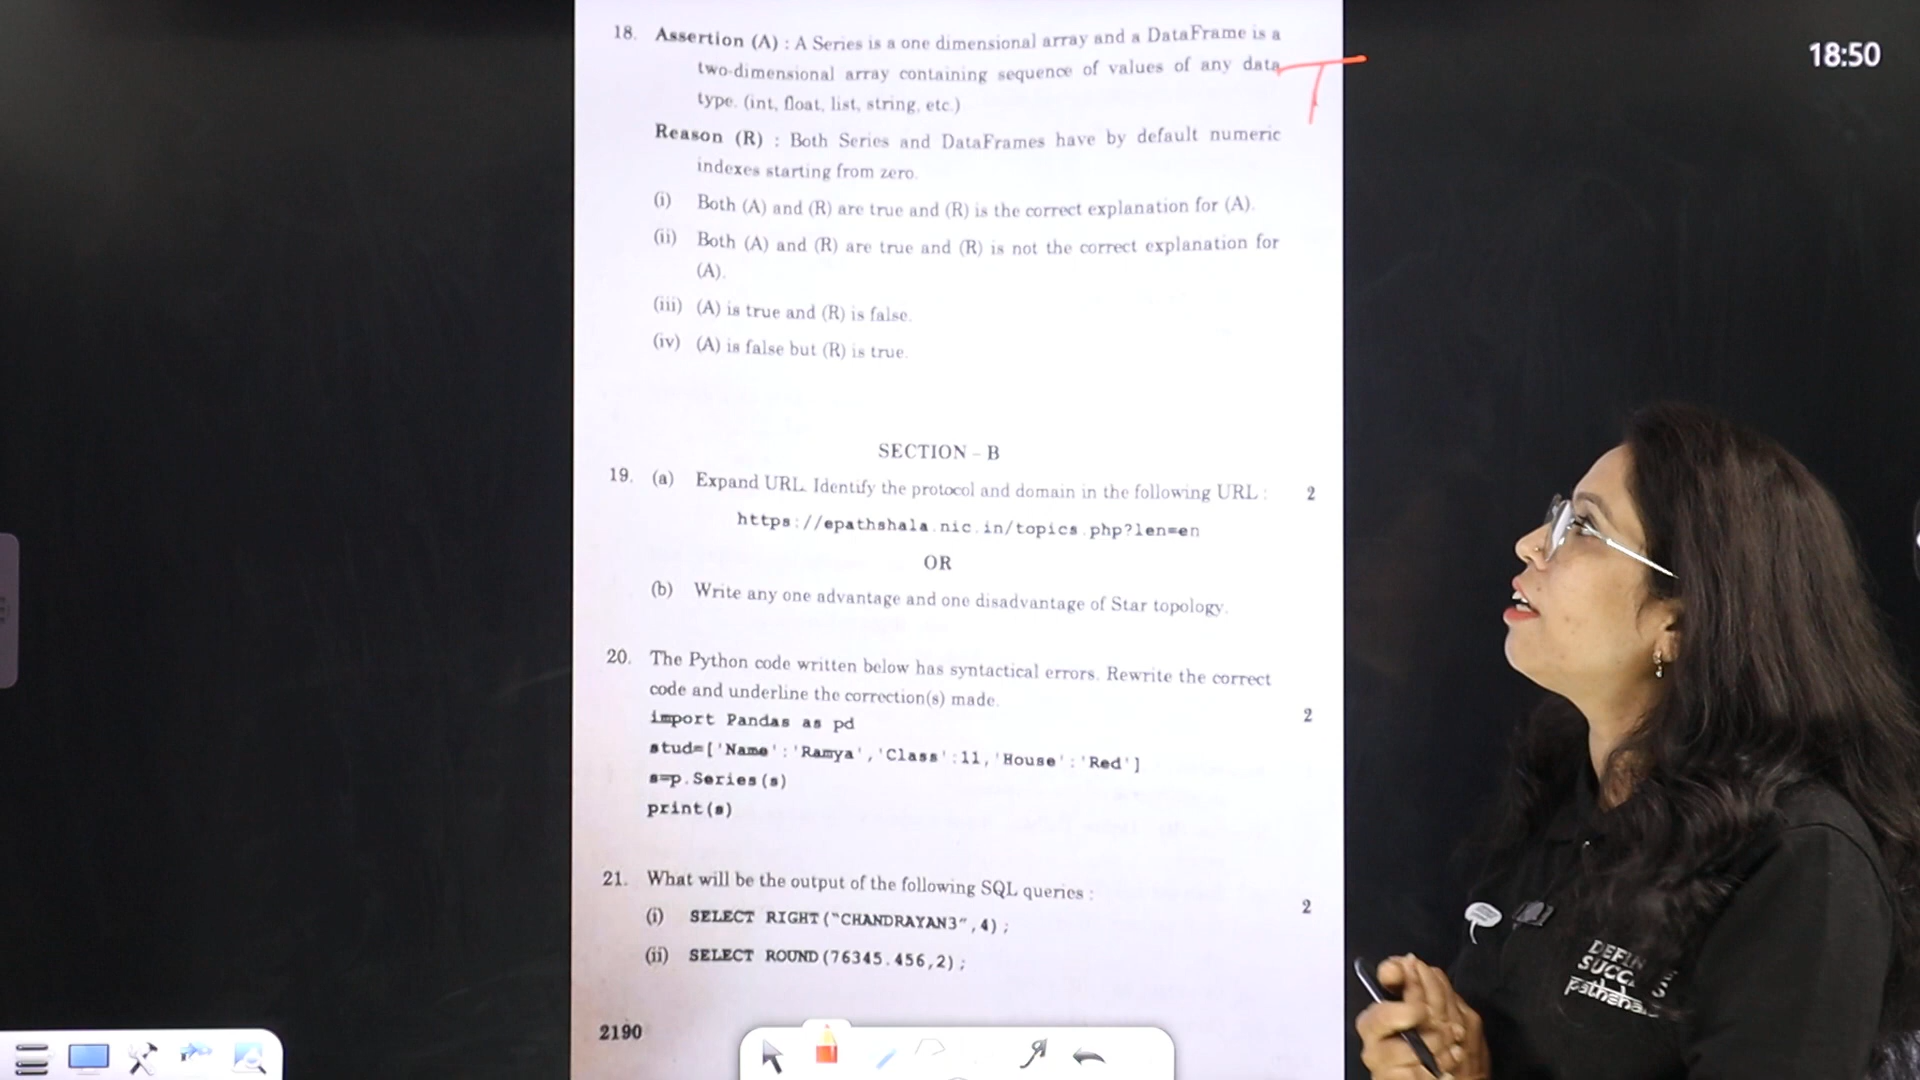 18:50
18. Assertion (A) : A Series is a one dimensional array and a DataFrame is a
two-dimensional array containing sequence of values of any data
type. (int, float, list, string, etc.)
T
Reason (R) : Both Series and DataFrames have by default numeric
indexes starting from zero.
(i) Both (A) and (R) are true and (R) is the correct explanation for (A).
(ii) Both (A) and (R) are true and (R) is not the correct explanation for
(A).
(iii) (A) is true and (R) is false.
(iv) (A) is false but (R) is true.
SECTION – B
19. (a) Expand URL. Identify the protocol and domain in the following URL : 2
https://epathshala.nic.in/topics.php?len=en
OR
(b) Write any one advantage and one disadvantage of Star topology.
20. The Python code written below has syntactical errors. Rewrite the correct
code and underline the correction(s) made. 2
import Pandas as pd
stud=['Name':'Ramya','Class':11,'House':'Red']
s=p.Series(s)
print(s)
21. What will be the output of the following SQL queries : 2
(i) SELECT RIGHT("CHANDRAYAN3",4);
(ii) SELECT ROUND(76345.456,2);
2190